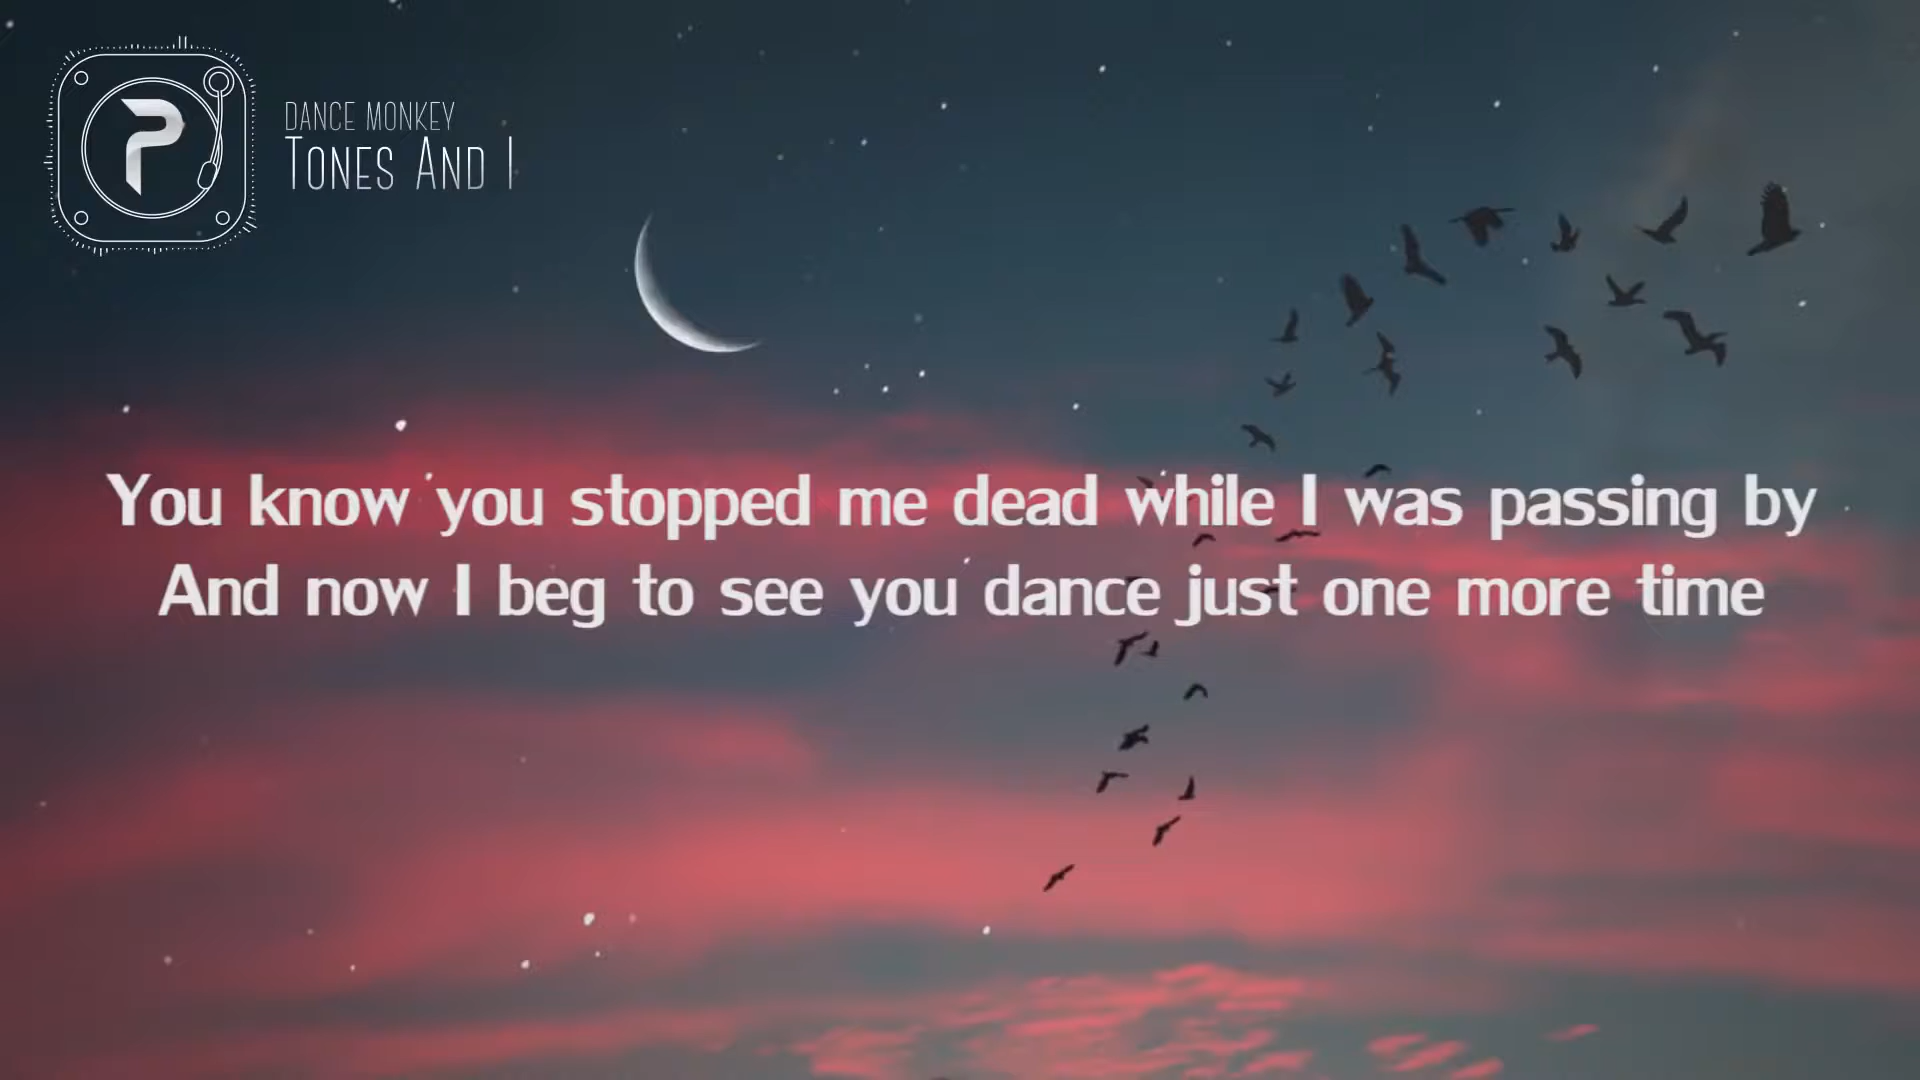 DANCE MONKEY
TONES AND I
You know you stopped me dead while I was passing by
And now I beg to see you dance just one more time